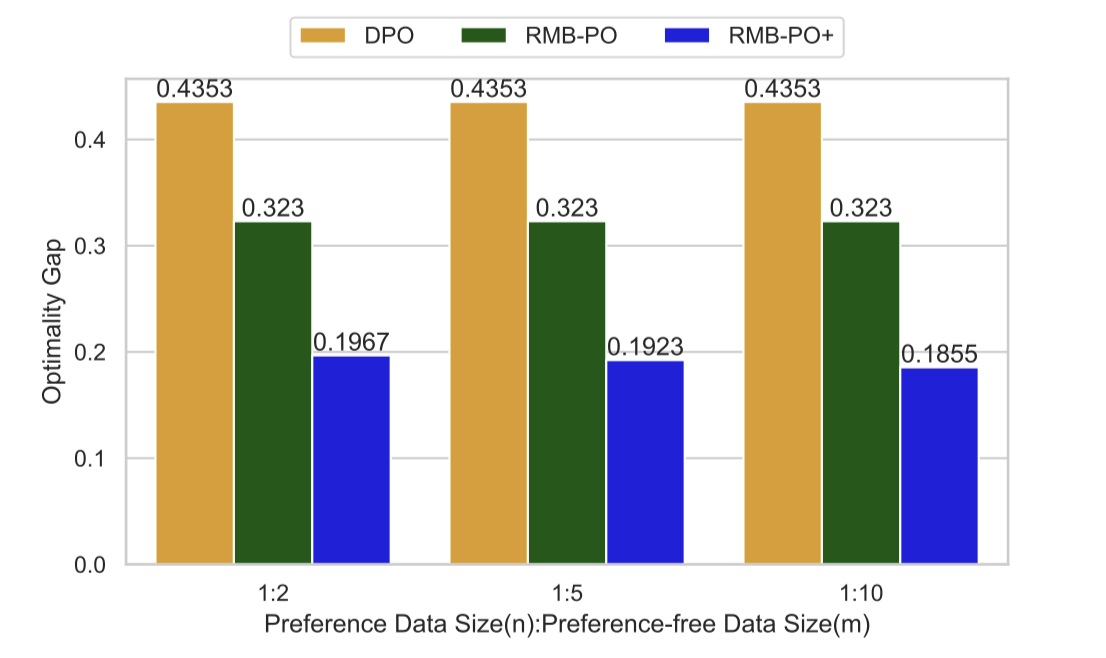 DPO RMB-PO RMB-PO+
0.4353 0.4353 0.4353
0.4
0.323 0.323 0.323
0.3
0.1967 0.1923 0.1855
0.2
0.1
0.0
Optimality Gap
1:2 1:5 1:10
Preference Data Size(n):Preference-free Data Size(m)